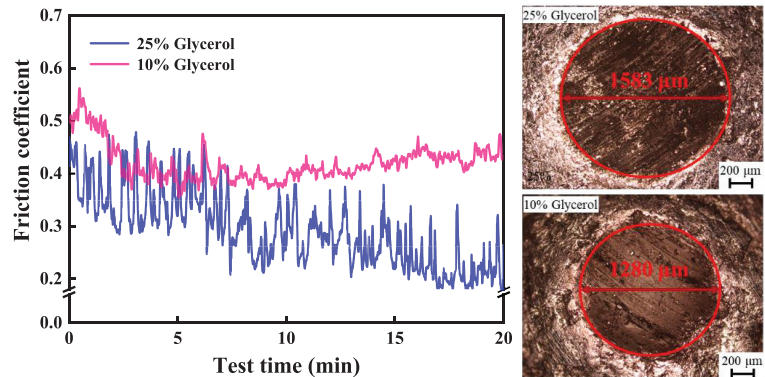 0.7
0.6
0.5
0.4
0.3
0.2
0.0
Friction coefficient
25% Glycerol
10% Glycerol
0
5
10
15
20
Test time (min)
25% Glycerol
1583 μm
200 μm
10% Glycerol
1280 μm
200 μm